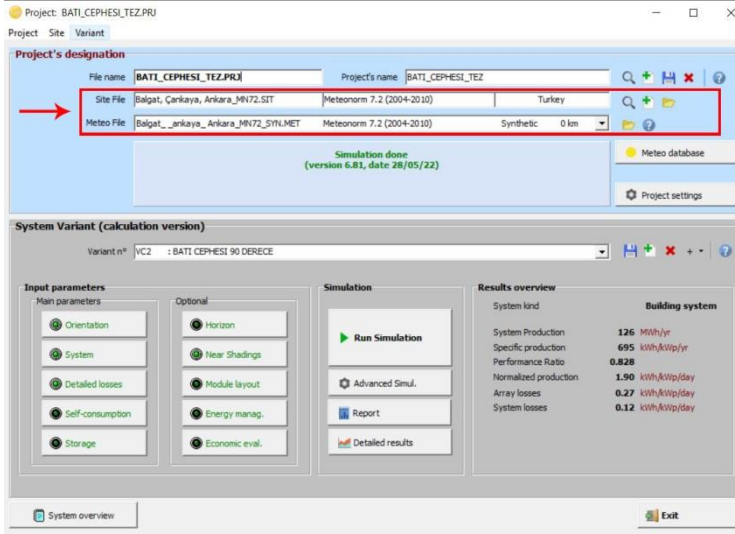 Project: BATI_CEPHESI_TEZ.PRJ
Project Site Variant
Project's designation
File name BATI_CEPHESI_TEZ.PRJ Project's name BATI_CEPHESI_TEZ
Site File Balgat, Çankaya, Ankara_MN72.SIT Meteonorm 7.2 (2004-2010) Turkey
Meteo File Balgat_ _ankaya_ Ankara_MN72_SYN.MET Meteonorm 7.2 (2004-2010) Synthetic 0 km
Simulation done
(version 6.81, date 28/05/22)
Meteo database
Project settings
System Variant (calculation version)
Variant n° VC2 : BATI CEPHESI 90 DERECE
Input parameters
Main parameters
Orientation
System
Detailed losses
Self-consumption
Storage
Optional
Horizon
Near Shadings
Module layout
Energy manag.
Economic eval.
Simulation
Run Simulation
Advanced Simul.
Report
Detailed results
Results overview
System kind Building system
System Production 126 MWh/yr
Specific production 695 kWh/kWp/yr
Performance Ratio 0.828
Normalized production 1.90 kWh/kWp/day
Array losses 0.27 kWh/kWp/day
System losses 0.12 kWh/kWp/day
System overview
Exit